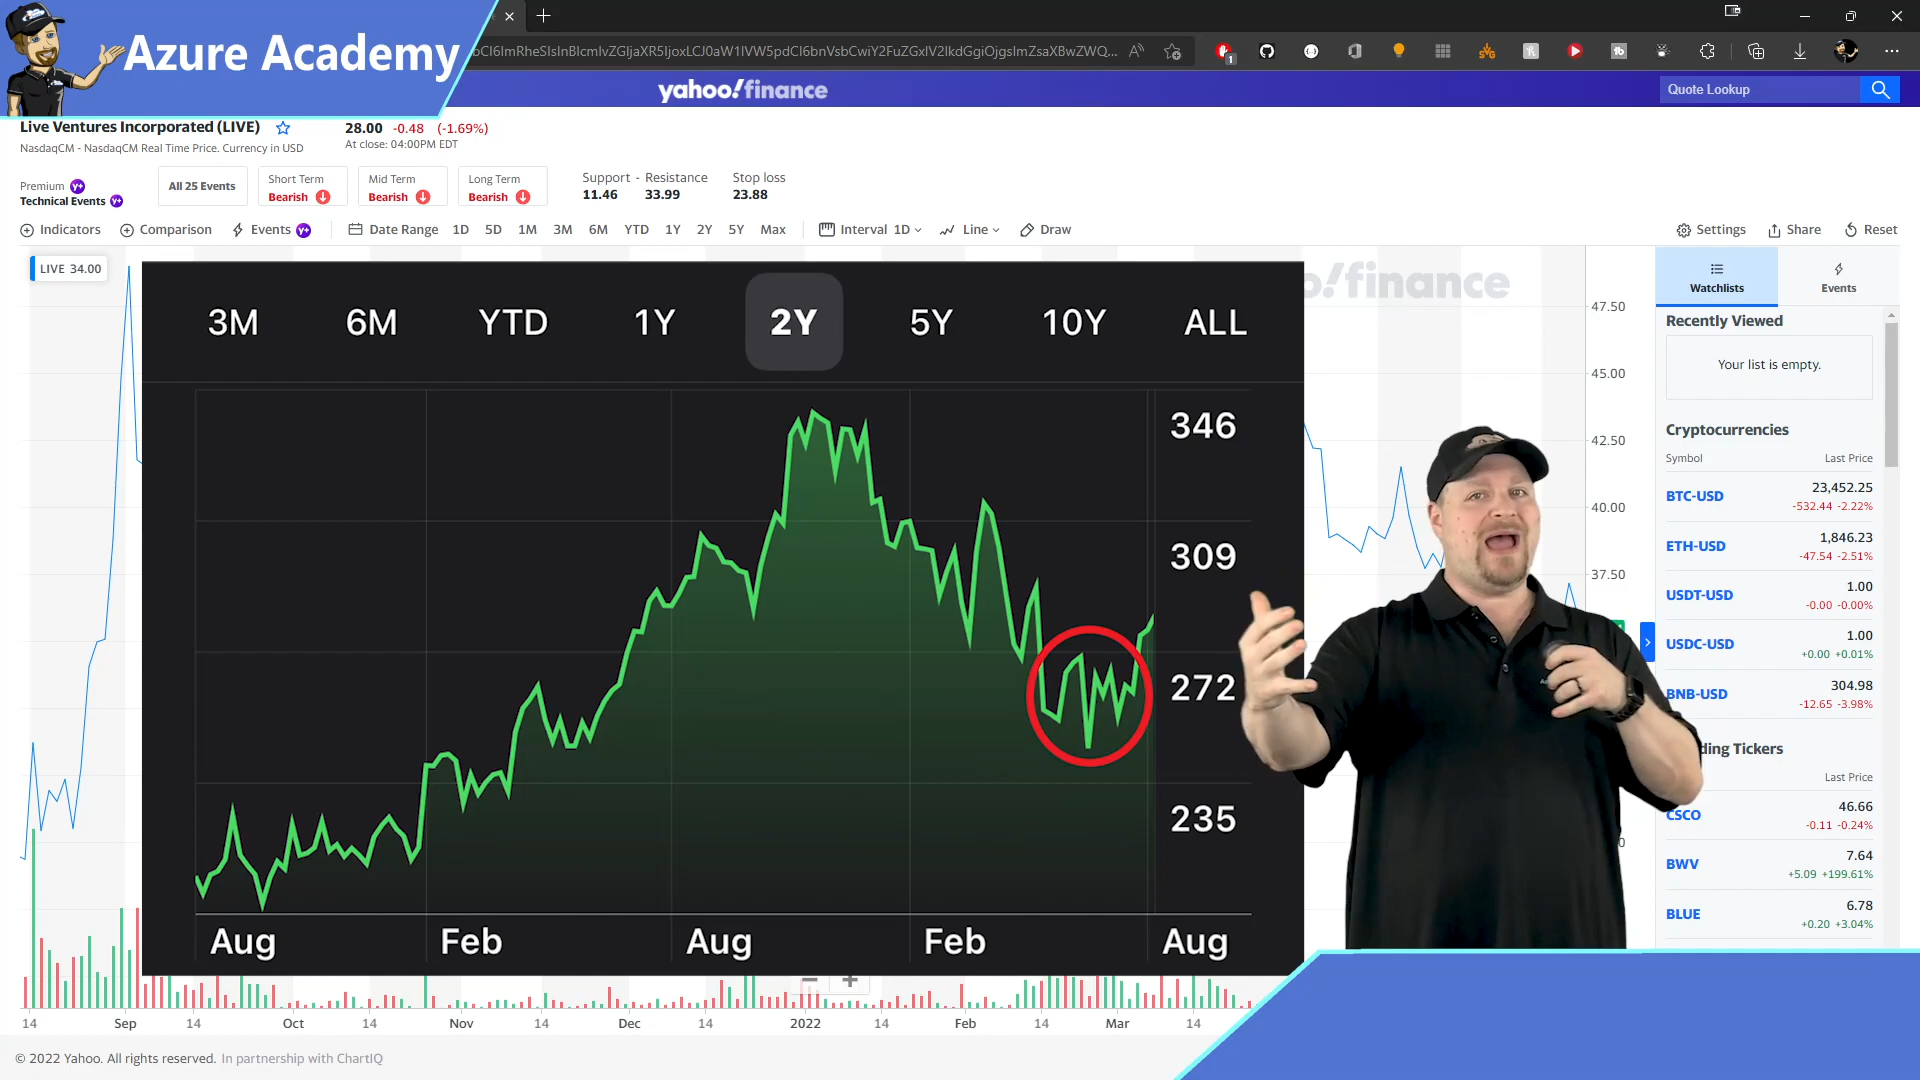 Azure Academy
CI6ImRheSIsInBlcmlvZGljaXR5IjoxLCJ0aW1lVW5pdCI6bnVsbCwiY2FuZGxlV2lkdGgiOjgsImZsaXBwZWQ...
yahoo!finance
Quote Lookup
Live Ventures Incorporated (LIVE)
28.00 -0.48 (-1.69%)
NasdaqCM - NasdaqCM Real Time Price. Currency in USD
At close: 04:00PM EDT
Premium Y+
Technical Events Y+
All 25 Events
Short Term
Bearish
Mid Term
Bearish
Long Term
Bearish
Support - Resistance
11.46 33.99
Stop loss
23.88
Indicators Comparison Events Y+ Date Range 1D 5D 1M 3M 6M YTD 1Y 2Y 5Y Max Interval 1D Line Draw Settings Share Reset
LIVE 34.00
o!finance
3M 6M YTD 1Y 2Y 5Y 10Y ALL
346
309
272
235
Aug Feb Aug Feb Aug
47.50
45.00
42.50
40.00
37.50
Watchlists
Events
Recently Viewed
Your list is empty.
Cryptocurrencies
Symbol Last Price
BTC-USD 23,452.25
-532.44 -2.22%
ETH-USD 1,846.23
-47.54 -2.51%
USDT-USD 1.00
-0.00 -0.00%
USDC-USD 1.00
+0.00 +0.01%
BNB-USD 304.98
-12.65 -3.98%
ding Tickers
Last Price
CSCO 46.66
-0.11 -0.24%
BWV 7.64
+5.09 +199.61%
BLUE 6.78
+0.20 +3.04%
14 Sep 14 Oct 14 Nov 14 Dec 14 2022 14 Feb 14 Mar 14
© 2022 Yahoo. All rights reserved. In partnership with ChartIQ